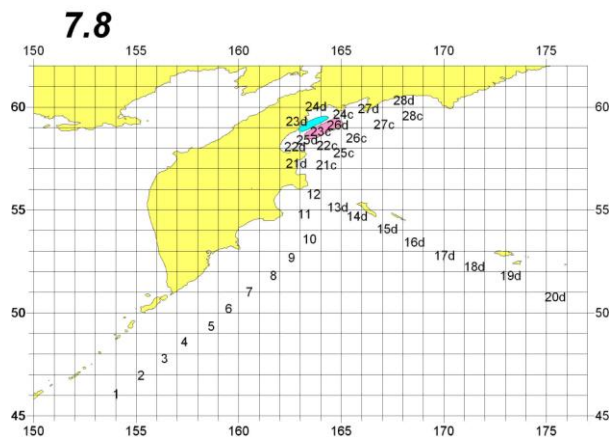 7.8
150 155 160 165 170 175
60 60
24d 27d 28d
23d 24c 28c
23c 26d 27c
25d 26c
22d 22c 25c
21d 21c
12
55 11 13d 14d 55
15d
10 16d
9 17d
8 18d 19d
7 20d
50 6 50
5
4
3
2
1
45 45
150 155 160 165 170 175